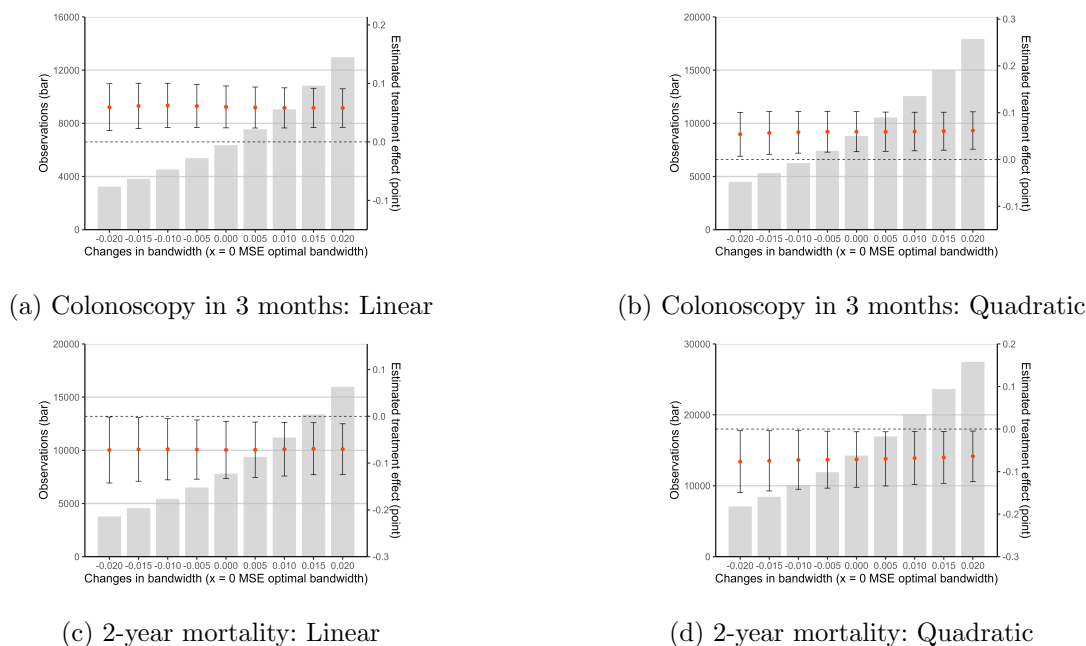 16000
12000
8000
4000
0
Observations (bar)
0.2
0.1
0.0
-0.1
Estimated treatment effect (point)
-0.020 -0.015 -0.010 -0.005 0.000 0.005 0.010 0.015 0.020
Changes in bandwidth (x = 0 MSE optimal bandwidth)
(a) Colonoscopy in 3 months: Linear
20000
15000
10000
5000
0
Observations (bar)
0.3
0.2
0.1
0.0
-0.1
Estimated treatment effect (point)
-0.020 -0.015 -0.010 -0.005 0.000 0.005 0.010 0.015 0.020
Changes in bandwidth (x = 0 MSE optimal bandwidth)
(b) Colonoscopy in 3 months: Quadratic
20000
15000
10000
5000
0
Observations (bar)
0.1
0.0
-0.1
-0.2
-0.3
Estimated treatment effect (point)
-0.020 -0.015 -0.010 -0.005 0.000 0.005 0.010 0.015 0.020
Changes in bandwidth (x = 0 MSE optimal bandwidth)
(c) 2-year mortality: Linear
30000
20000
10000
0
Observations (bar)
0.2
0.1
0.0
-0.1
-0.2
-0.3
Estimated treatment effect (point)
-0.020 -0.015 -0.010 -0.005 0.000 0.005 0.010 0.015 0.020
Changes in bandwidth (x = 0 MSE optimal bandwidth)
(d) 2-year mortality: Quadratic